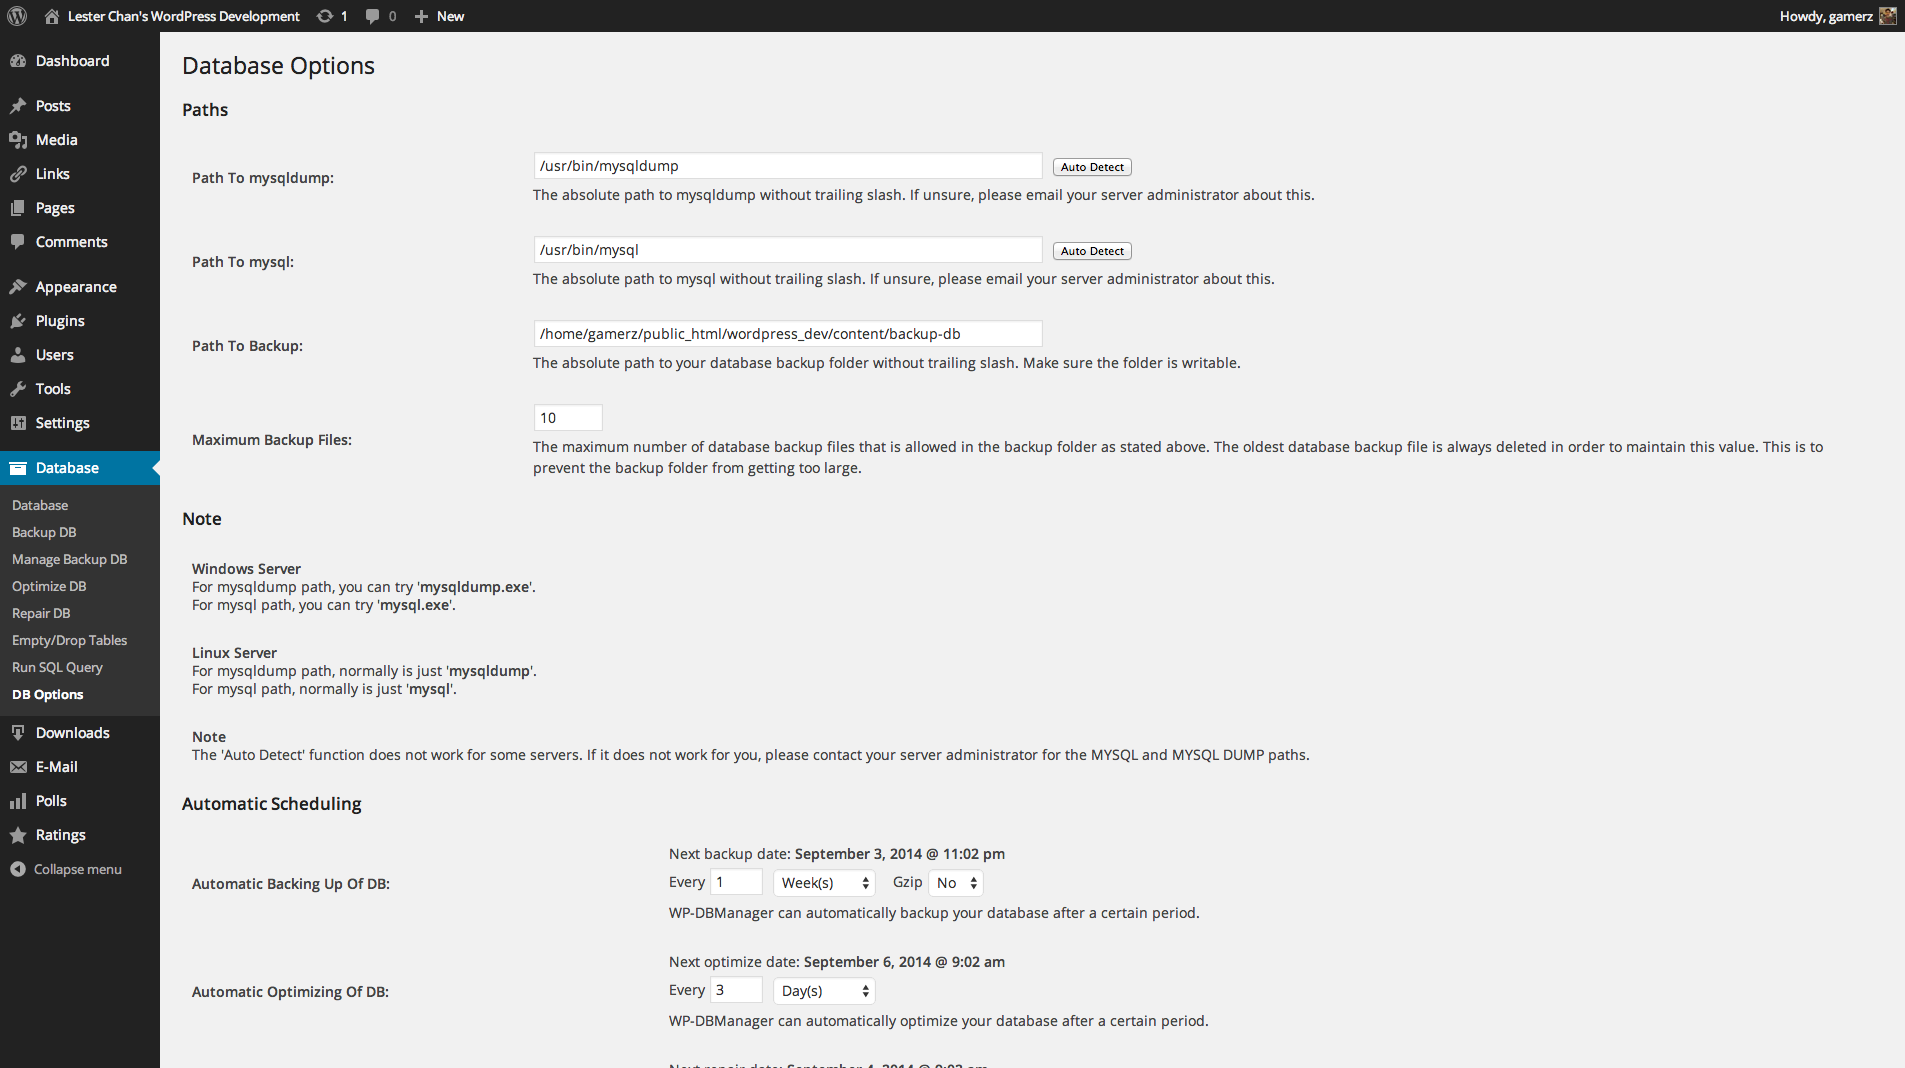 Lester Chan's WordPress Development 1 0 New Howdy, gamerz
Dashboard
Posts
Media
Links
Pages
Comments
Appearance
Plugins
Users
Tools
Settings
Database
Database
Backup DB
Manage Backup DB
Optimize DB
Repair DB
Empty/Drop Tables
Run SQL Query
DB Options
Downloads
E-Mail
Polls
Ratings
Collapse menu
Database Options
Paths
Path To mysqldump:
/usr/bin/mysqldump Auto Detect
The absolute path to mysqldump without trailing slash. If unsure, please email your server administrator about this.
Path To mysql:
/usr/bin/mysql Auto Detect
The absolute path to mysql without trailing slash. If unsure, please email your server administrator about this.
Path To Backup:
/home/gamerz/public_html/wordpress_dev/content/backup-db
The absolute path to your database backup folder without trailing slash. Make sure the folder is writable.
Maximum Backup Files:
10
The maximum number of database backup files that is allowed in the backup folder as stated above. The oldest database backup file is always deleted in order to maintain this value. This is to
prevent the backup folder from getting too large.
Note
Windows Server
For mysqldump path, you can try 'mysqldump.exe'.
For mysql path, you can try 'mysql.exe'.
Linux Server
For mysqldump path, normally is just 'mysqldump'.
For mysql path, normally is just 'mysql'.
Note
The 'Auto Detect' function does not work for some servers. If it does not work for you, please contact your server administrator for the MYSQL and MYSQL DUMP paths.
Automatic Scheduling
Automatic Backing Up Of DB:
Next backup date: September 3, 2014 @ 11:02 pm
Every 1 Week(s) Gzip No
WP-DBManager can automatically backup your database after a certain period.
Automatic Optimizing Of DB:
Next optimize date: September 6, 2014 @ 9:02 am
Every 3 Day(s)
WP-DBManager can automatically optimize your database after a certain period.